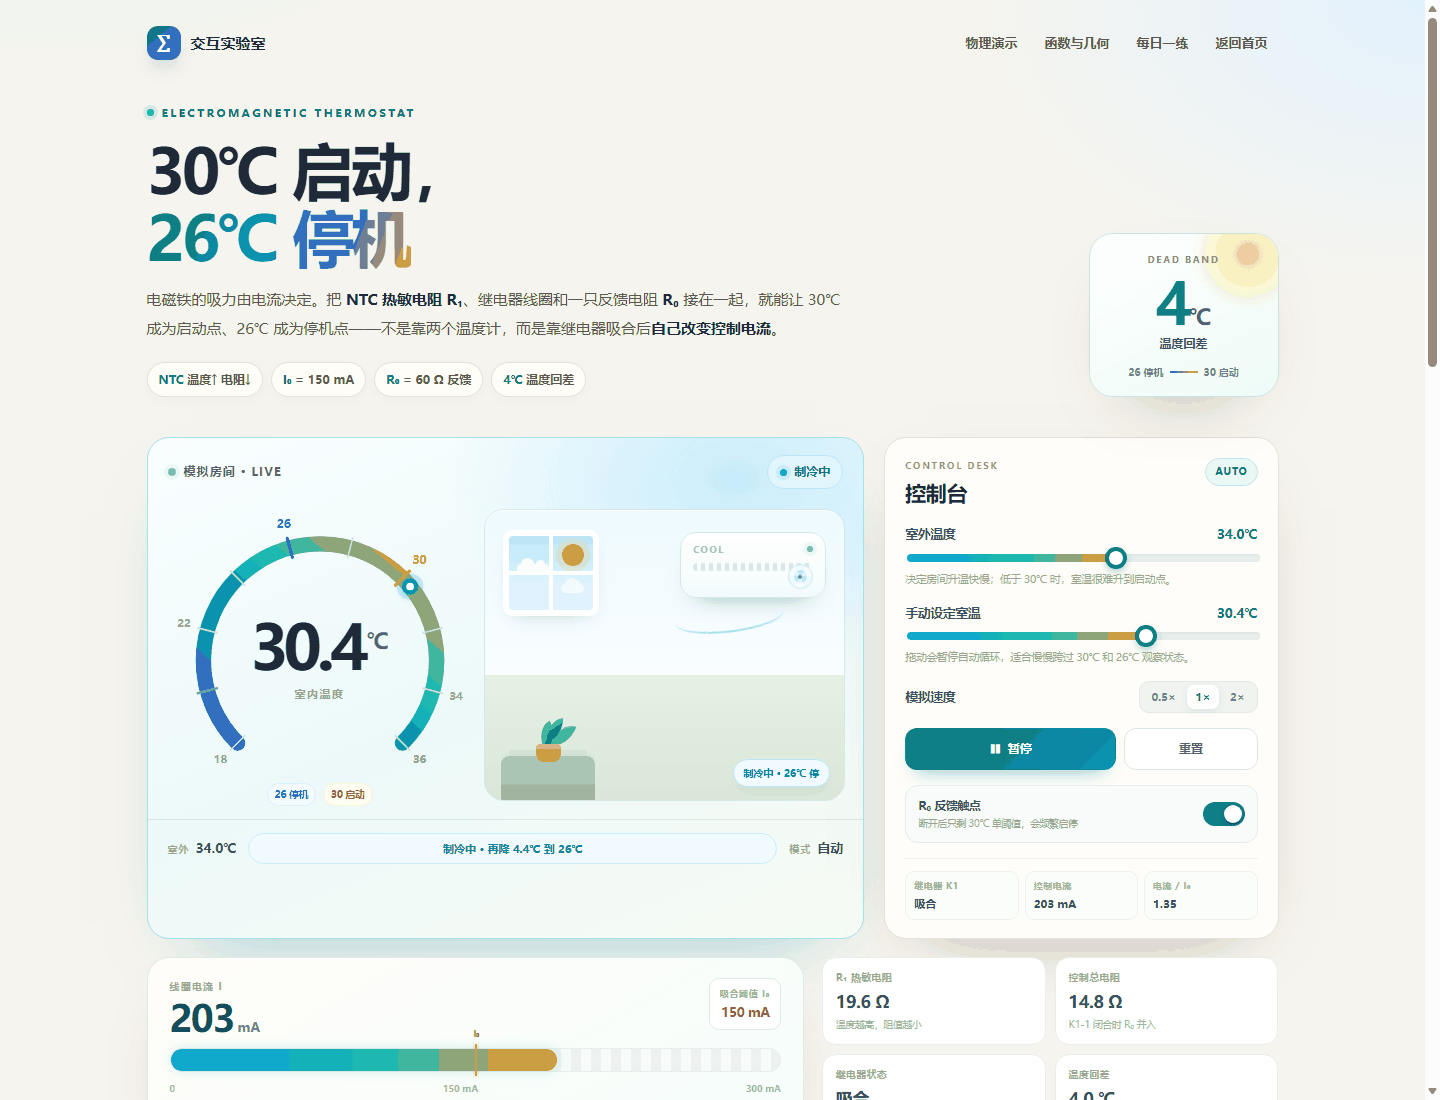 Σ 交互实验室
物理演示 函数与几何 每日一练 返回首页
ELECTROMAGNETIC THERMOSTAT
30℃ 启动，
26℃ 停机
电磁铁的吸力由电流决定。把 NTC 热敏电阻 R₁、继电器线圈和一只反馈电阻 R₀ 接在一起，就能让 30℃
成为启动点、26℃ 成为停机点——不是靠两个温度计，而是靠继电器吸合后自己改变控制电流。
NTC 温度↑ 电阻↓
I₀ = 150 mA
R₀ = 60 Ω 反馈
4℃ 温度回差
DEAD BAND
4℃
温度回差
26 停机 30 启动
模拟房间 • LIVE
制冷中
26
30
22
30.4℃
室内温度
34
18
36
26 停机 30 启动
COOL
制冷中 • 26℃ 停
室外 34.0℃
制冷中 • 再降 4.4℃ 到 26℃
模式 自动
CONTROL DESK
控制台
AUTO
室外温度 34.0℃
决定房间升温快慢；低于 30℃ 时，室温很难升到启动点。
手动设定室温 30.4℃
拖动会暂停自动循环，适合慢慢跨过 30℃ 和 26℃ 观察状态。
模拟速度 0.5× 1× 2×
暂停 重置
R₀ 反馈触点
断开后只剩 30℃ 单阈值，会频繁启停
继电器 K1
吸合
控制电流
203 mA
电流 / I₀
1.35
线圈电流 I
203 mA
吸合阈值 I₀
150 mA
I₀
0 150 mA 300 mA
R₁ 热敏电阻
19.6 Ω
温度越高，阻值越小
控制总电阻
14.8 Ω
K1-1 闭合时 R₀ 并入
继电器状态
吸合
温度回差
4.0 ℃